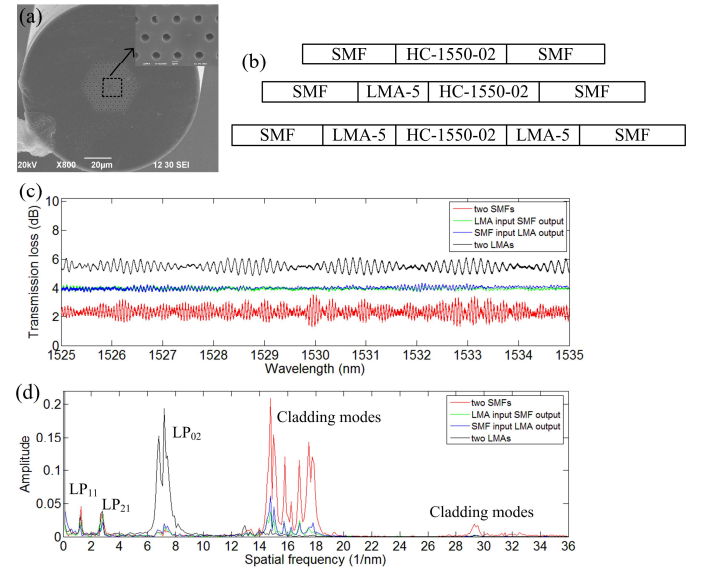 (a)
20kV X800 20µm 12 30 SEI
(b)
SMF HC-1550-02 SMF
SMF LMA-5 HC-1550-02 SMF
SMF LMA-5 HC-1550-02 LMA-5 SMF
(c)
Transmission loss (dB)
10
8
6
4
2
0
two SMFs
LMA input SMF output
SMF input LMA output
two LMAs
1525 1526 1527 1528 1529 1530 1531 1532 1533 1534 1535
Wavelength (nm)
(d)
Amplitude
0.2
0.15
0.1
0.05
0
LP11
LP21
LP02
Cladding modes
Cladding modes
two SMFs
LMA input SMF output
SMF input LMA output
two LMAs
0 2 4 6 8 10 12 14 16 18 20 22 24 26 28 30 32 34 36
Spatial frequency (1/nm)